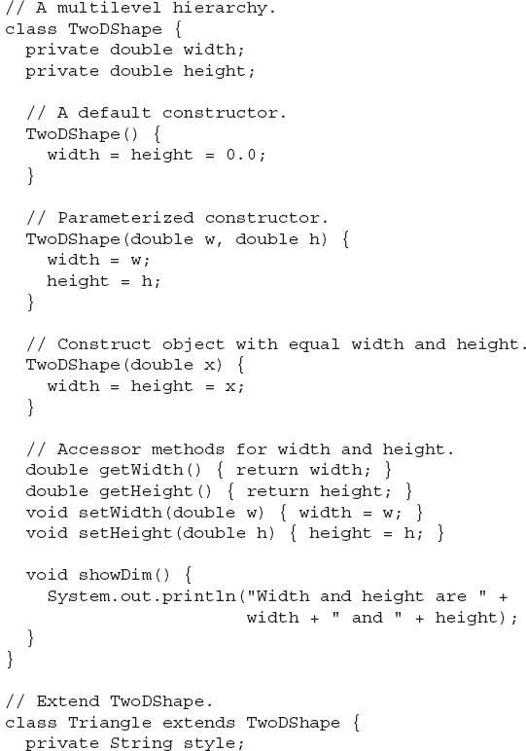 // A multilevel hierarchy.
class TwoDShape {
  private double width;
  private double height;

  // A default constructor.
  TwoDShape() {
    width = height = 0.0;
  }

  // Parameterized constructor.
  TwoDShape(double w, double h) {
    width = w;
    height = h;
  }

  // Construct object with equal width and height.
  TwoDShape(double x) {
    width = height = x;
  }

  // Accessor methods for width and height.
  double getWidth() { return width; }
  double getHeight() { return height; }
  void setWidth(double w) { width = w; }
  void setHeight(double h) { height = h; }

  void showDim() {
    System.out.println("Width and height are " +
                       width + " and " + height);
  }
}

// Extend TwoDShape.
class Triangle extends TwoDShape {
  private String style;